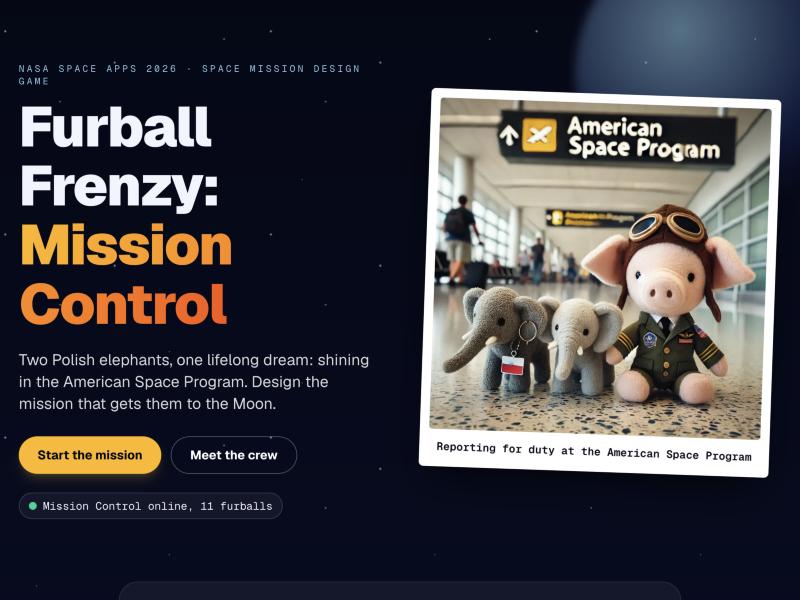 NASA SPACE APPS 2026 · SPACE MISSION DESIGN
GAME
Furball
Frenzy:
Mission
Control
Two Polish elephants, one lifelong dream: shining
in the American Space Program. Design the
mission that gets them to the Moon.
Start the mission
Meet the crew
Mission Control online, 11 furballs
American
Space Program
Reporting for duty at the American Space Program